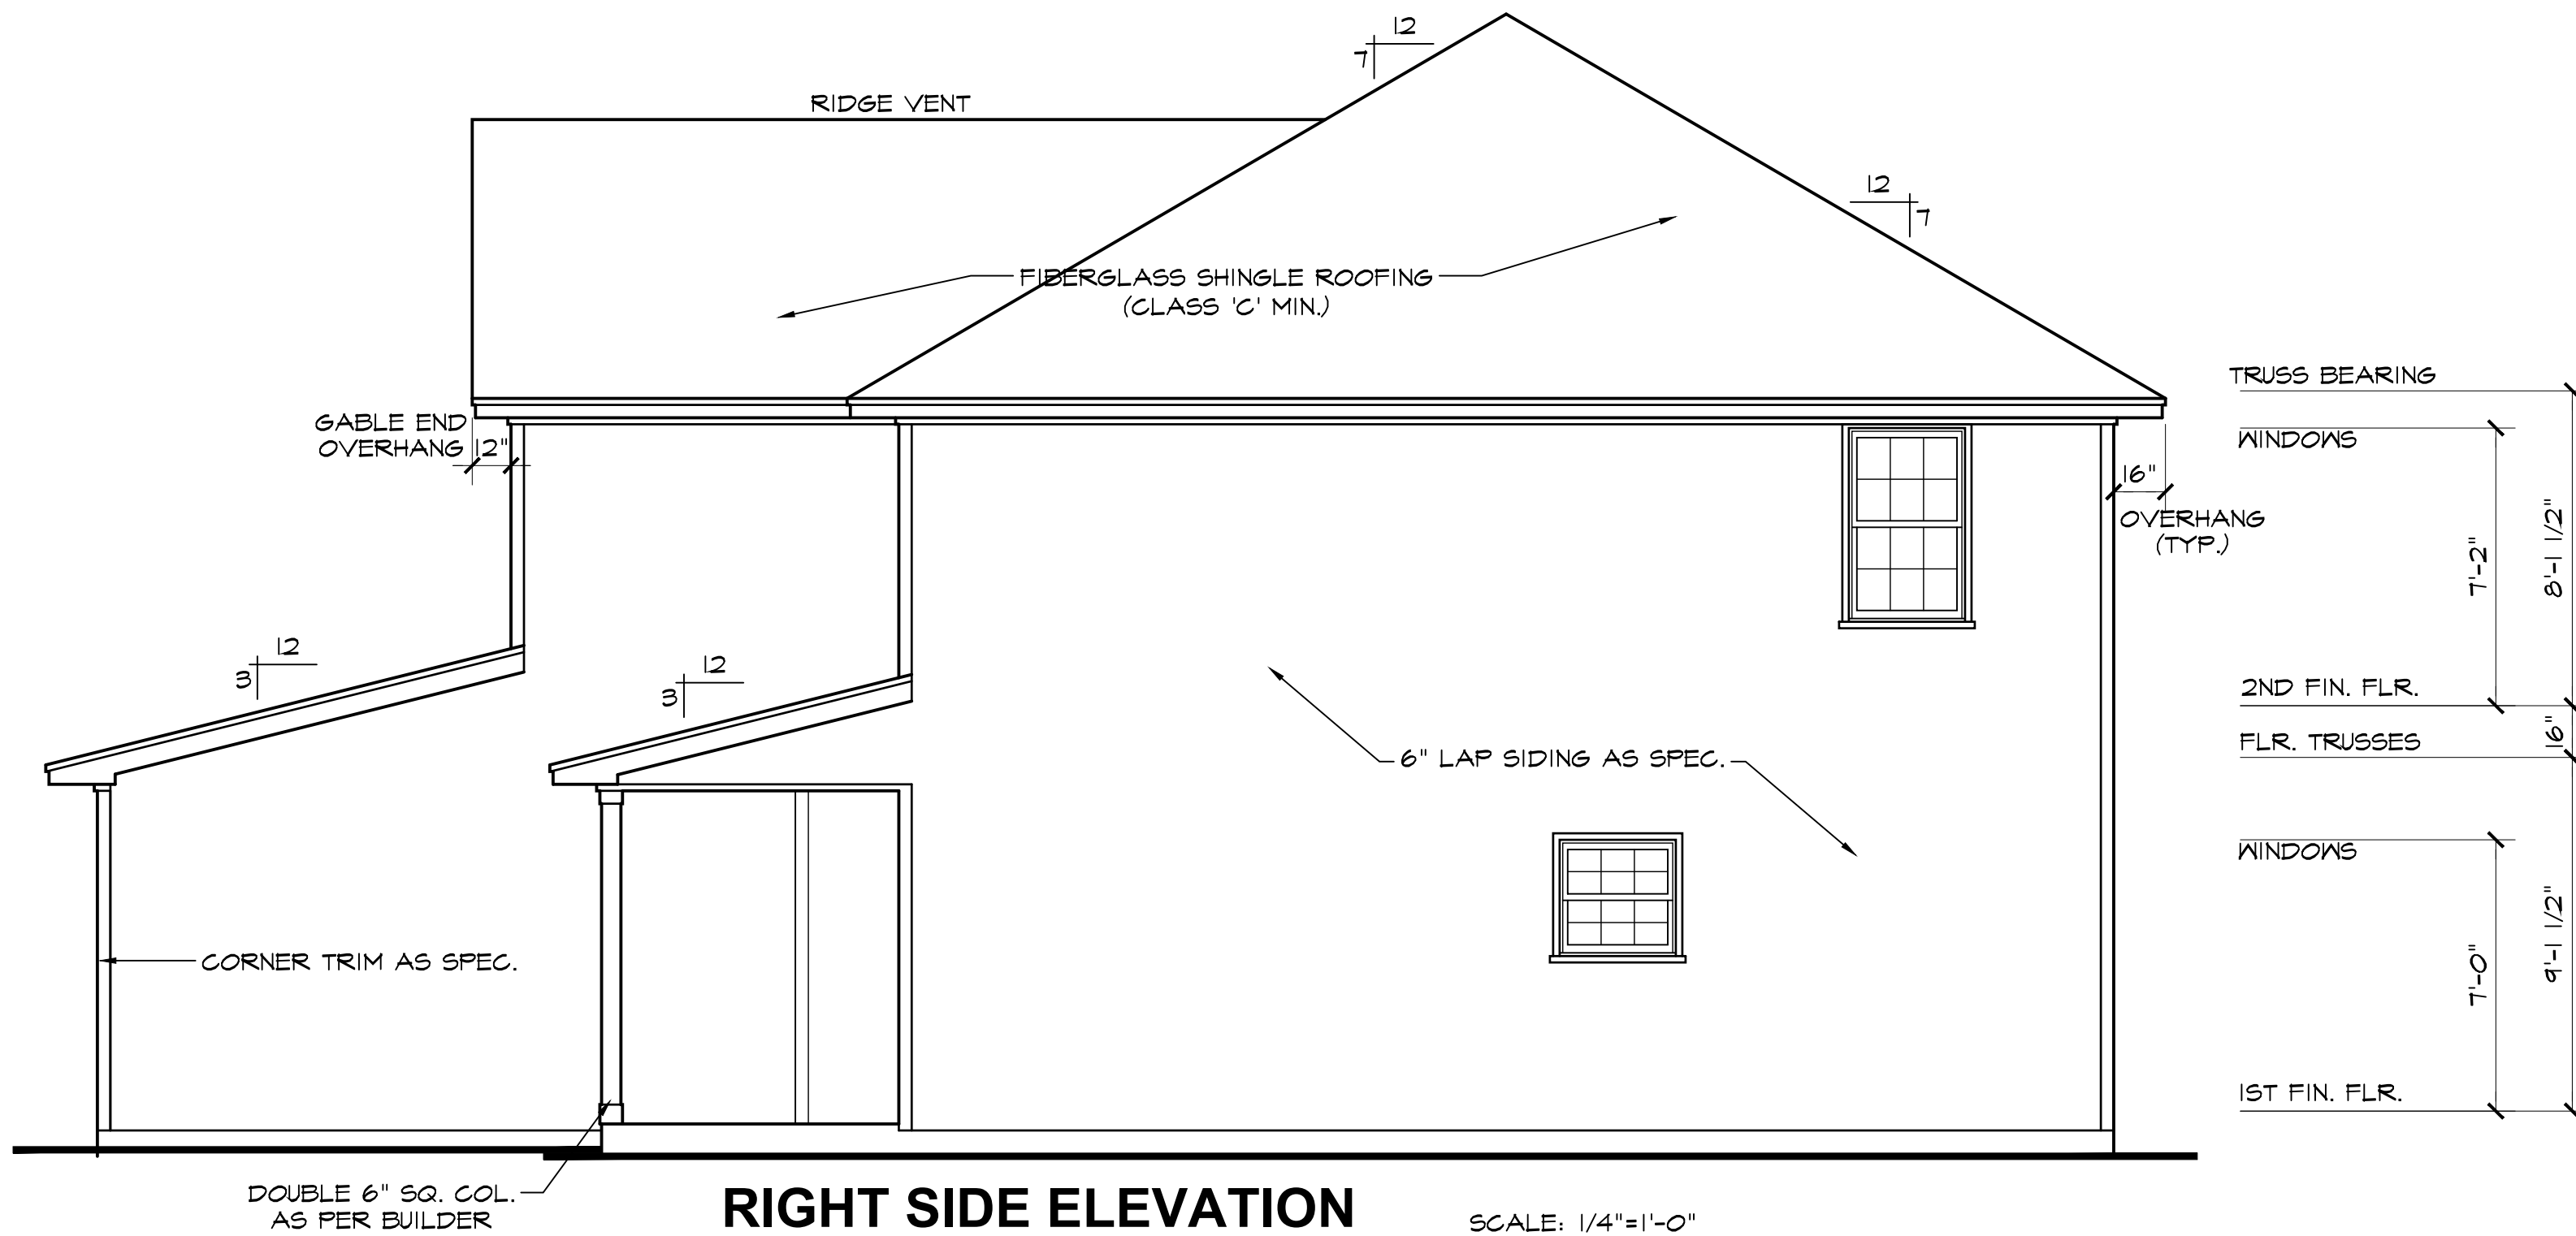 12
7
RIDGE VENT
12
7
FIBERGLASS SHINGLE ROOFING
(CLASS 'C' MIN.)
TRUSS BEARING
GABLE END
OVERHANG 12"
WINDOWS
16"
OVERHANG
(TYP.)
7'-2"
8'-1 1/2"
12
3
12
3
2ND FIN. FLR.
16"
FLR. TRUSSES
6" LAP SIDING AS SPEC.
WINDOWS
CORNER TRIM AS SPEC.
7'-0"
9'-1 1/2"
1ST FIN. FLR.
DOUBLE 6" SQ. COL.
AS PER BUILDER
RIGHT SIDE ELEVATION
SCALE: 1/4"=1'-0"